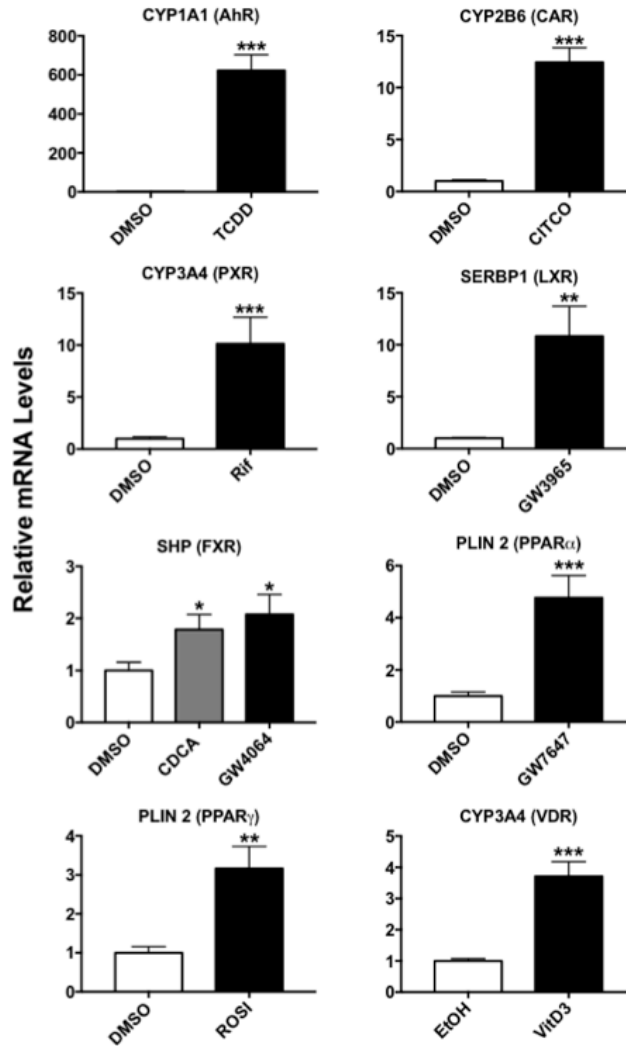 CYP1A1 (AhR)
800
600
400
200
0
***
DMSO
TCDD
CYP2B6 (CAR)
15
10
5
0
***
DMSO
CITCO
CYP3A4 (PXR)
15
10
5
0
***
DMSO
Rif
SERBP1 (LXR)
15
10
5
0
**
DMSO
GW3965
Relative mRNA Levels
SHP (FXR)
3
2
1
0
*
*
DMSO
CDCA
GW4064
PLIN 2 (PPARα)
6
4
2
0
***
DMSO
GW7647
PLIN 2 (PPARγ)
4
3
2
1
0
**
DMSO
ROSI
CYP3A4 (VDR)
5
4
3
2
1
0
***
EtOH
VitD3